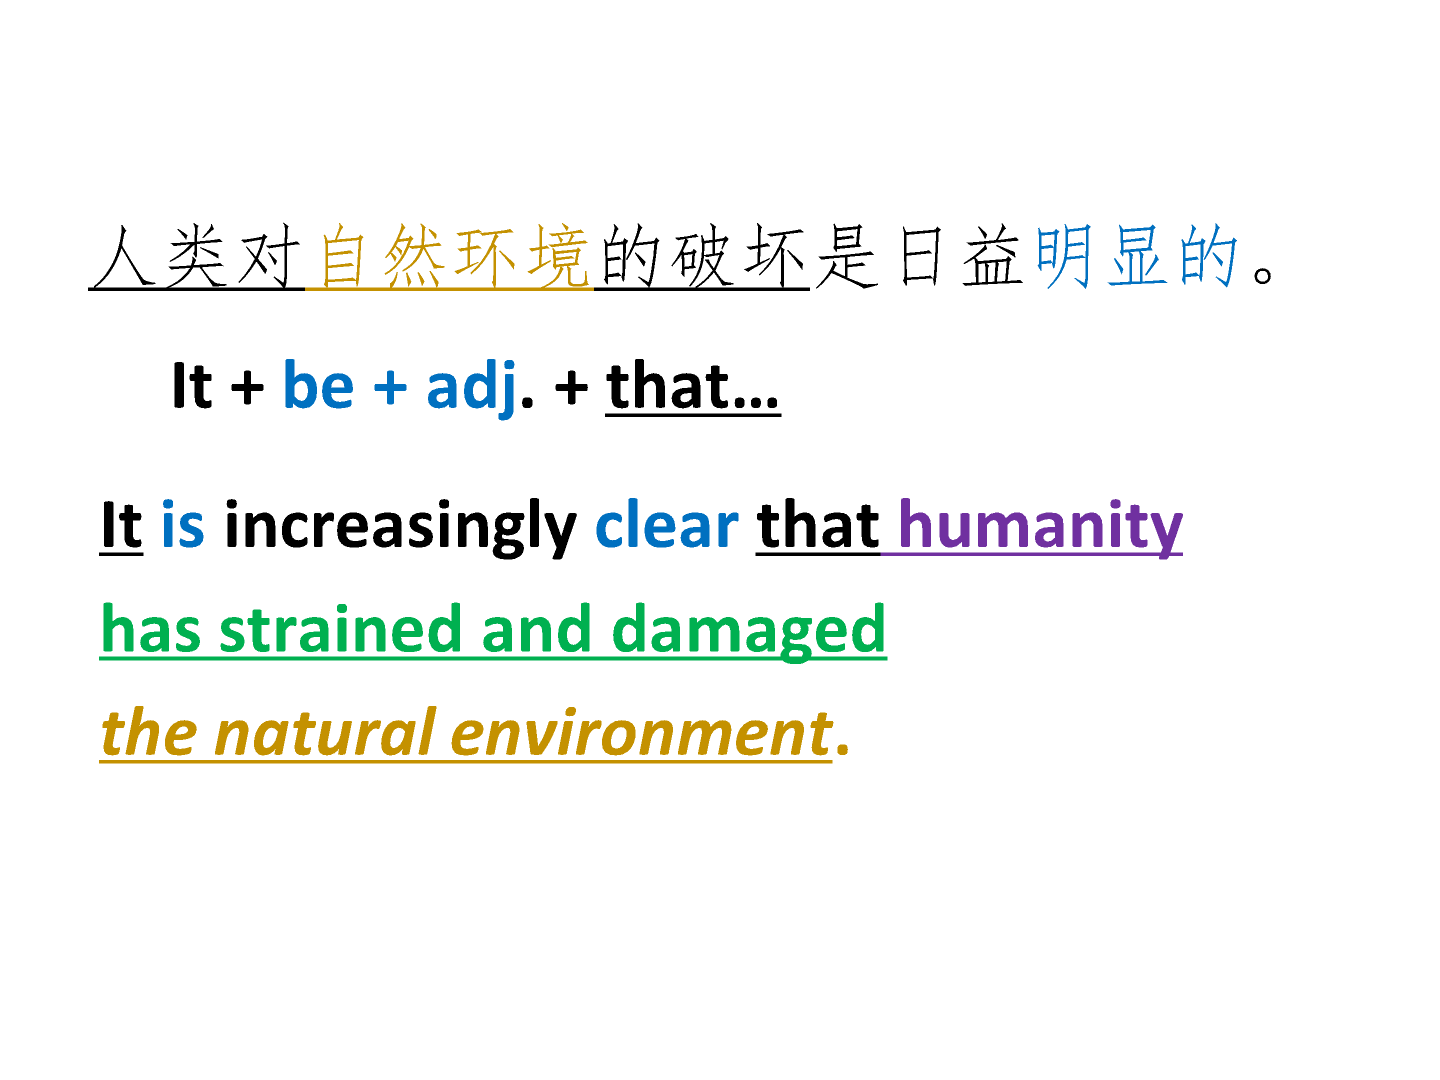 人类对自然环境的破坏是日益明显的。
It + be + adj. + that…
It is increasingly clear that humanity
has strained and damaged
the natural environment.